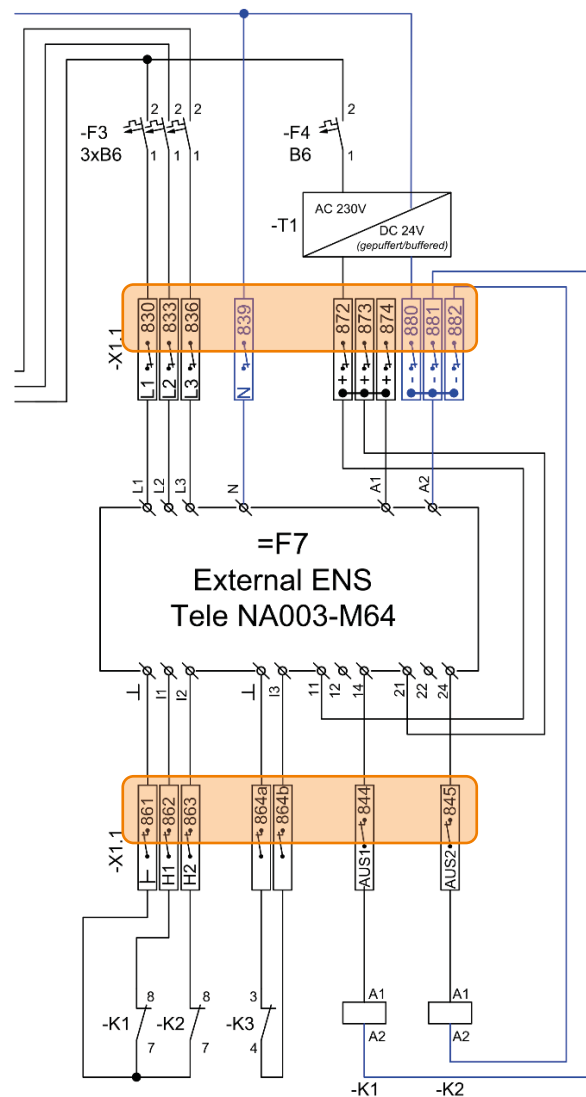 2 2 2 2
-F3 -F4
3xB6 B6
1 1 1 1
AC 230V
-T1
DC 24V
(gepuffert/buffered)
830 833 836 839 872 873 874 880 881 882
-X1.1
L1 L2 L3 N + + + - - -
L1 L2 L3 N A1 A2
=F7
External ENS
Tele NA003-M64
⊥ I1 I2 ⊥ I3 11 12 14 21 22 24
861 862 863 864a 864b 844 845
-X1.1
⊥ H1 H2 AUS1 AUS2
8 8 3 A1 A1
-K1 -K2 -K3
7 7 4 A2 A2
-K1 -K2